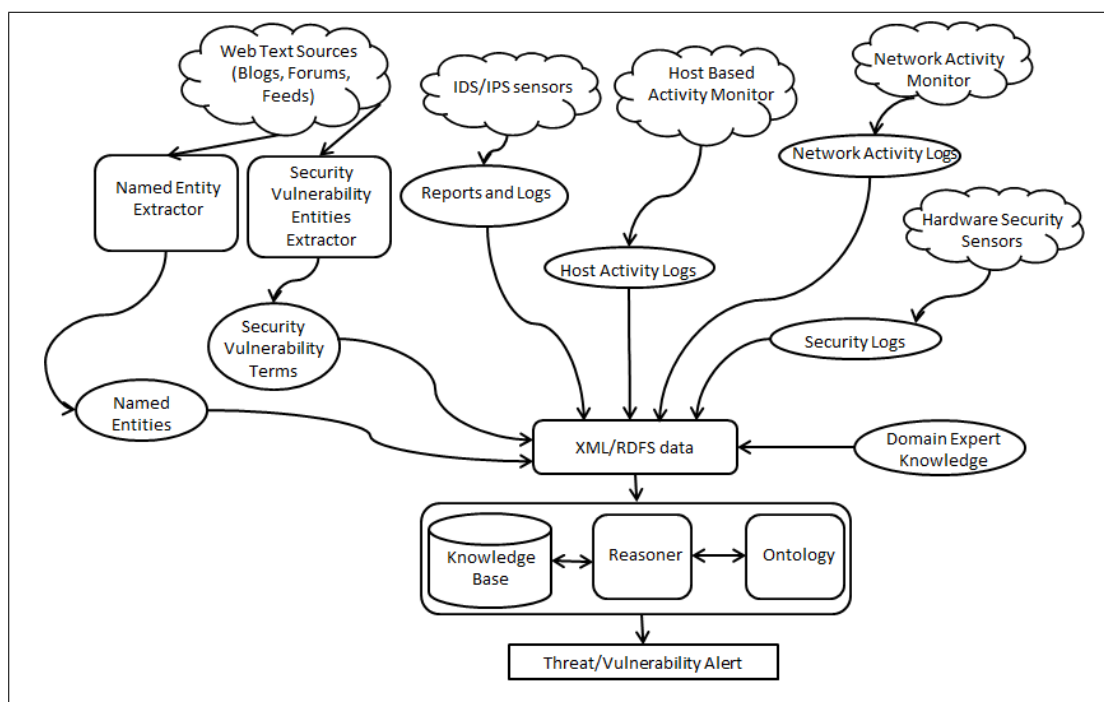 Web Text Sources
(Blogs, Forums,
Feeds)
IDS/IPS sensors
Host Based
Activity Monitor
Network Activity
Monitor
Named Entity
Extractor
Security
Vulnerability
Entities
Extractor
Reports and Logs
Network Activity Logs
Hardware Security
Sensors
Host Activity Logs
Security
Vulnerability
Terms
Security Logs
Named
Entities
XML/RDFS data
Domain Expert
Knowledge
Knowledge
Base
Reasoner
Ontology
Threat/Vulnerability Alert